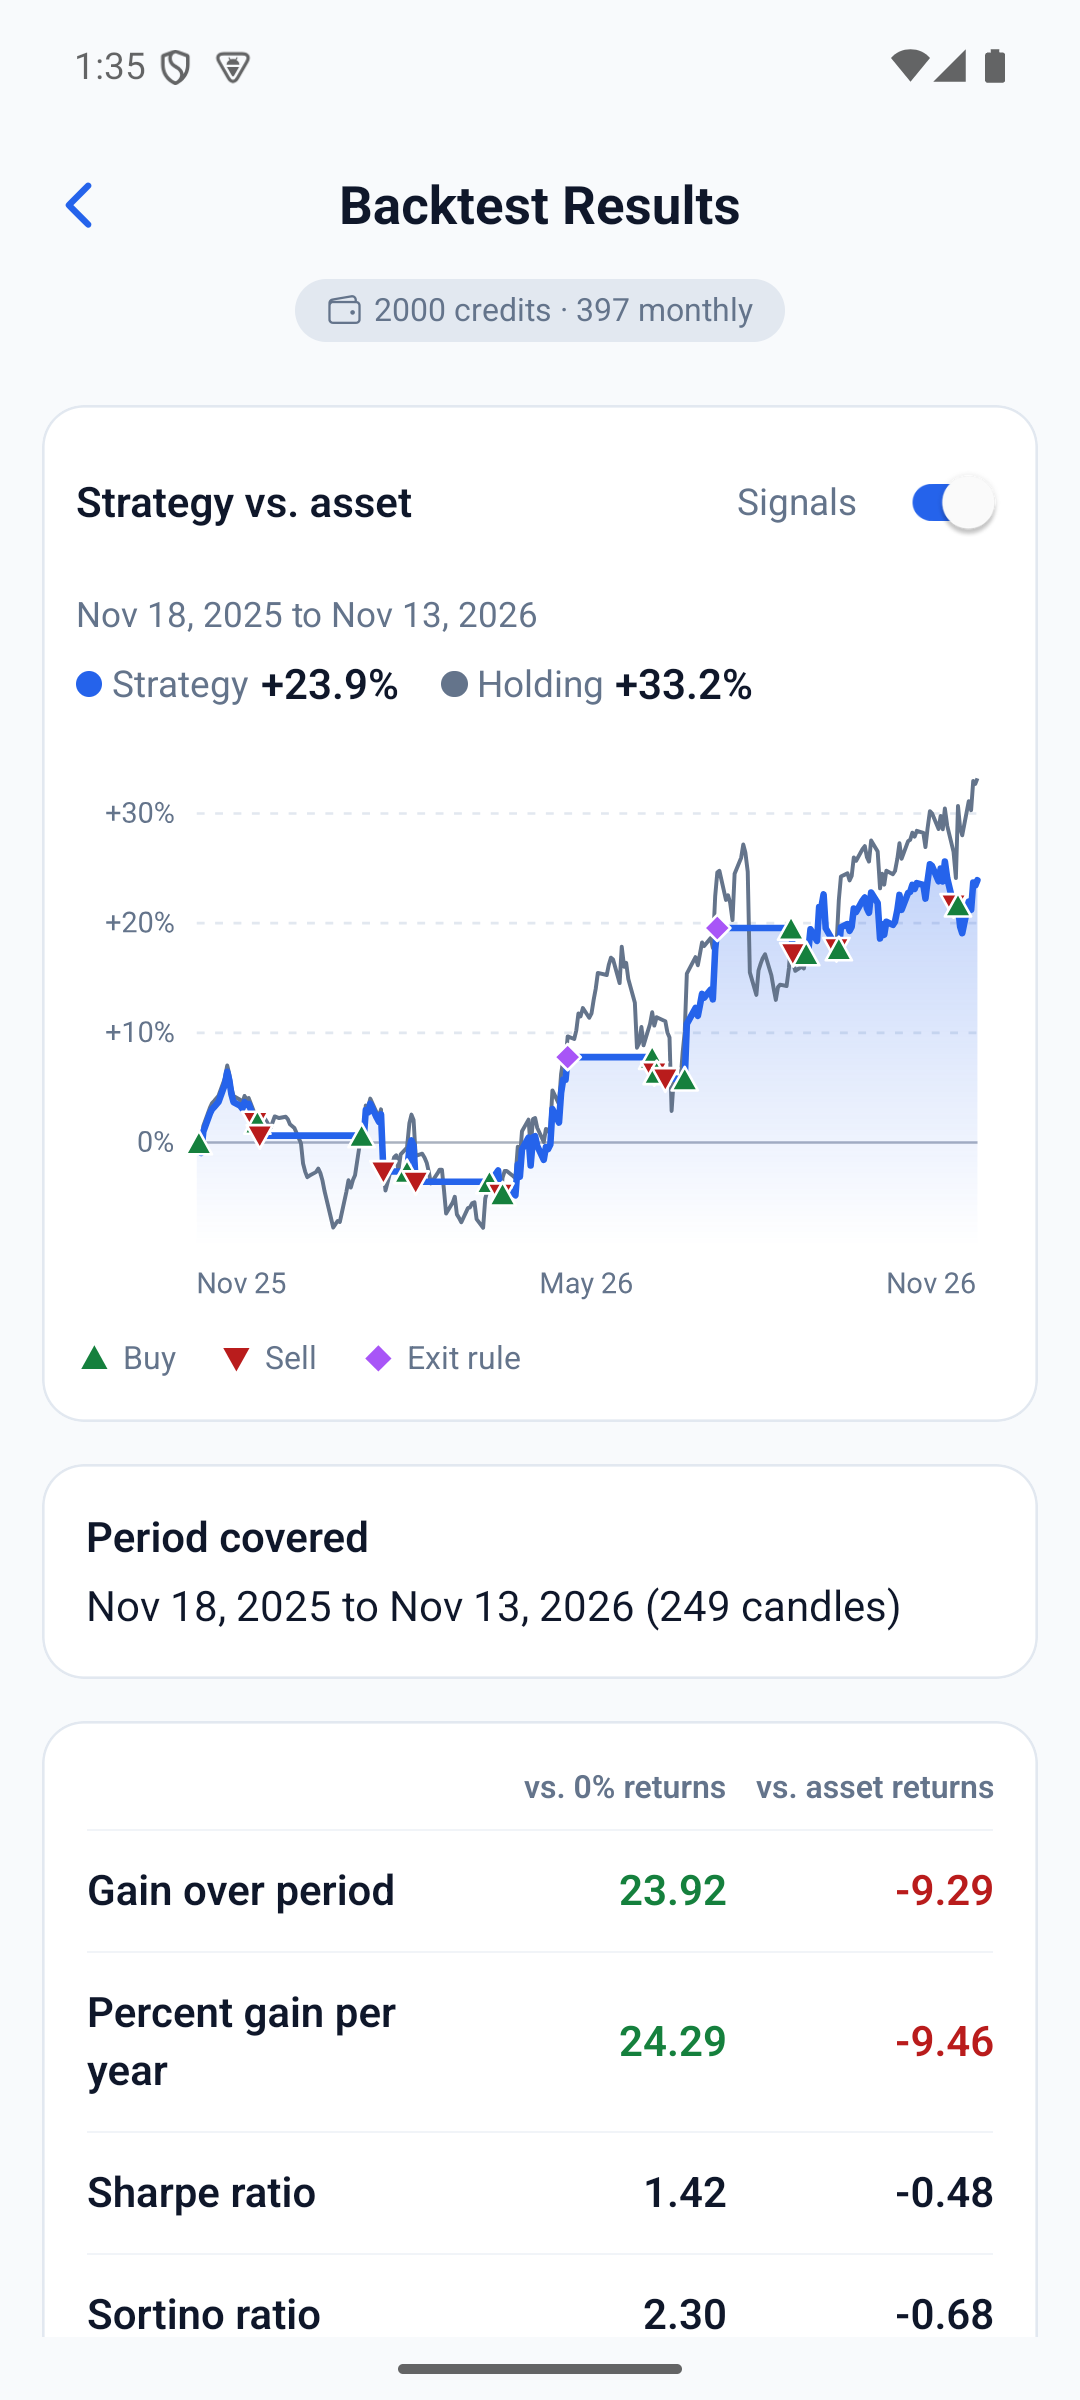 1:35
Backtest Results
2000 credits · 397 monthly
Strategy vs. asset
Signals
Nov 18, 2025 to Nov 13, 2026
Strategy +23.9% Holding +33.2%
+30%
+20%
+10%
0%
Nov 25 May 26 Nov 26
Buy Sell Exit rule
Period covered
Nov 18, 2025 to Nov 13, 2026 (249 candles)
vs. 0% returns vs. asset returns
Gain over period 23.92 -9.29
Percent gain per
year 24.29 -9.46
Sharpe ratio 1.42 -0.48
Sortino ratio 2.30 -0.68